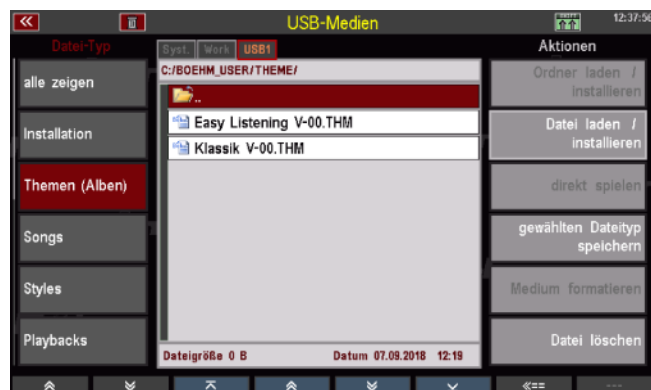 USB-Medien
12:37:56
Datei-Typ
Syst. Work USB1
Aktionen
C:/BOEHM_USER/THEME/
alle zeigen
Installation
Themen (Alben)
Songs
Styles
Playbacks
..
Easy Listening V-00.THM
Klassik V-00.THM
Dateigröße 0 B
Datum 07.09.2018 12:19
Ordner laden /
installieren
Datei laden /
installieren
direkt spielen
gewählten Dateityp
speichern
Medium formatieren
Datei löschen
«==
---